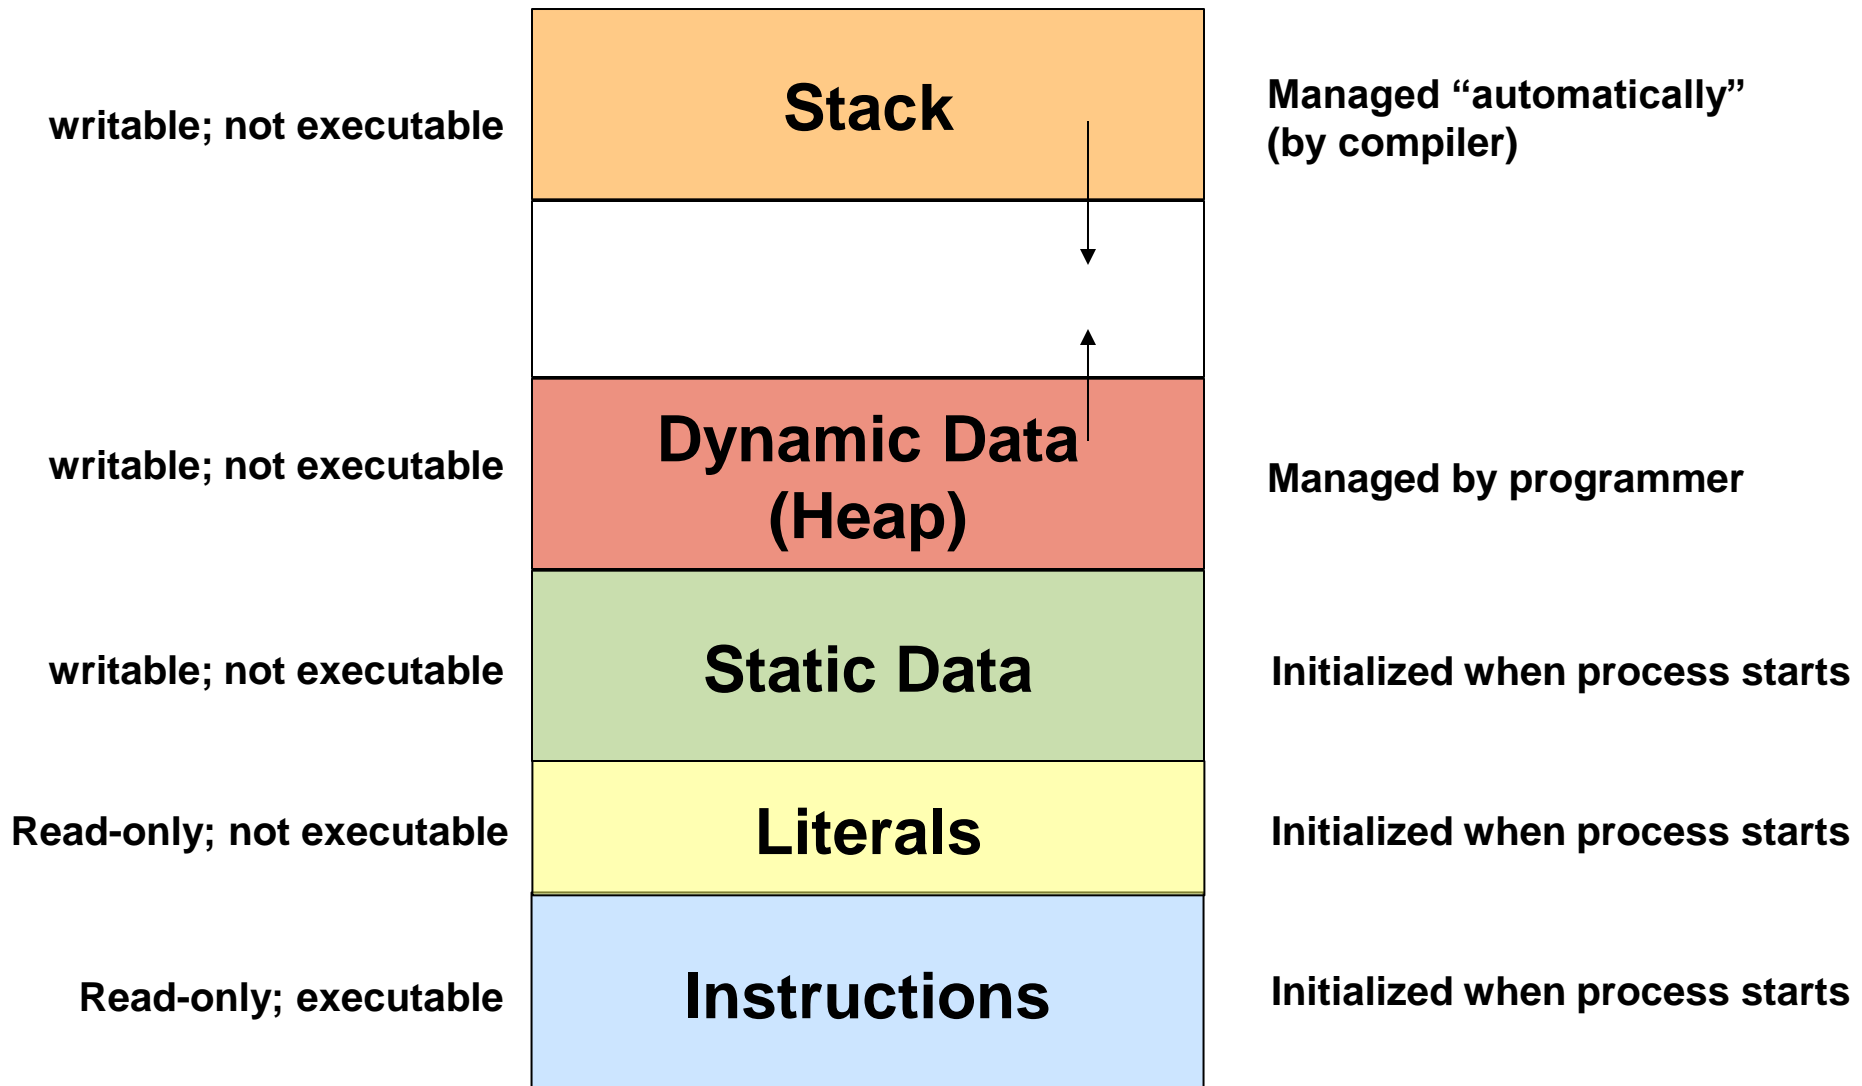 writable; not executable
Stack
Managed “automatically”
(by compiler)
writable; not executable
Dynamic Data
(Heap)
Managed by programmer
writable; not executable
Static Data
Initialized when process starts
Read-only; not executable
Literals
Initialized when process starts
Read-only; executable
Instructions
Initialized when process starts